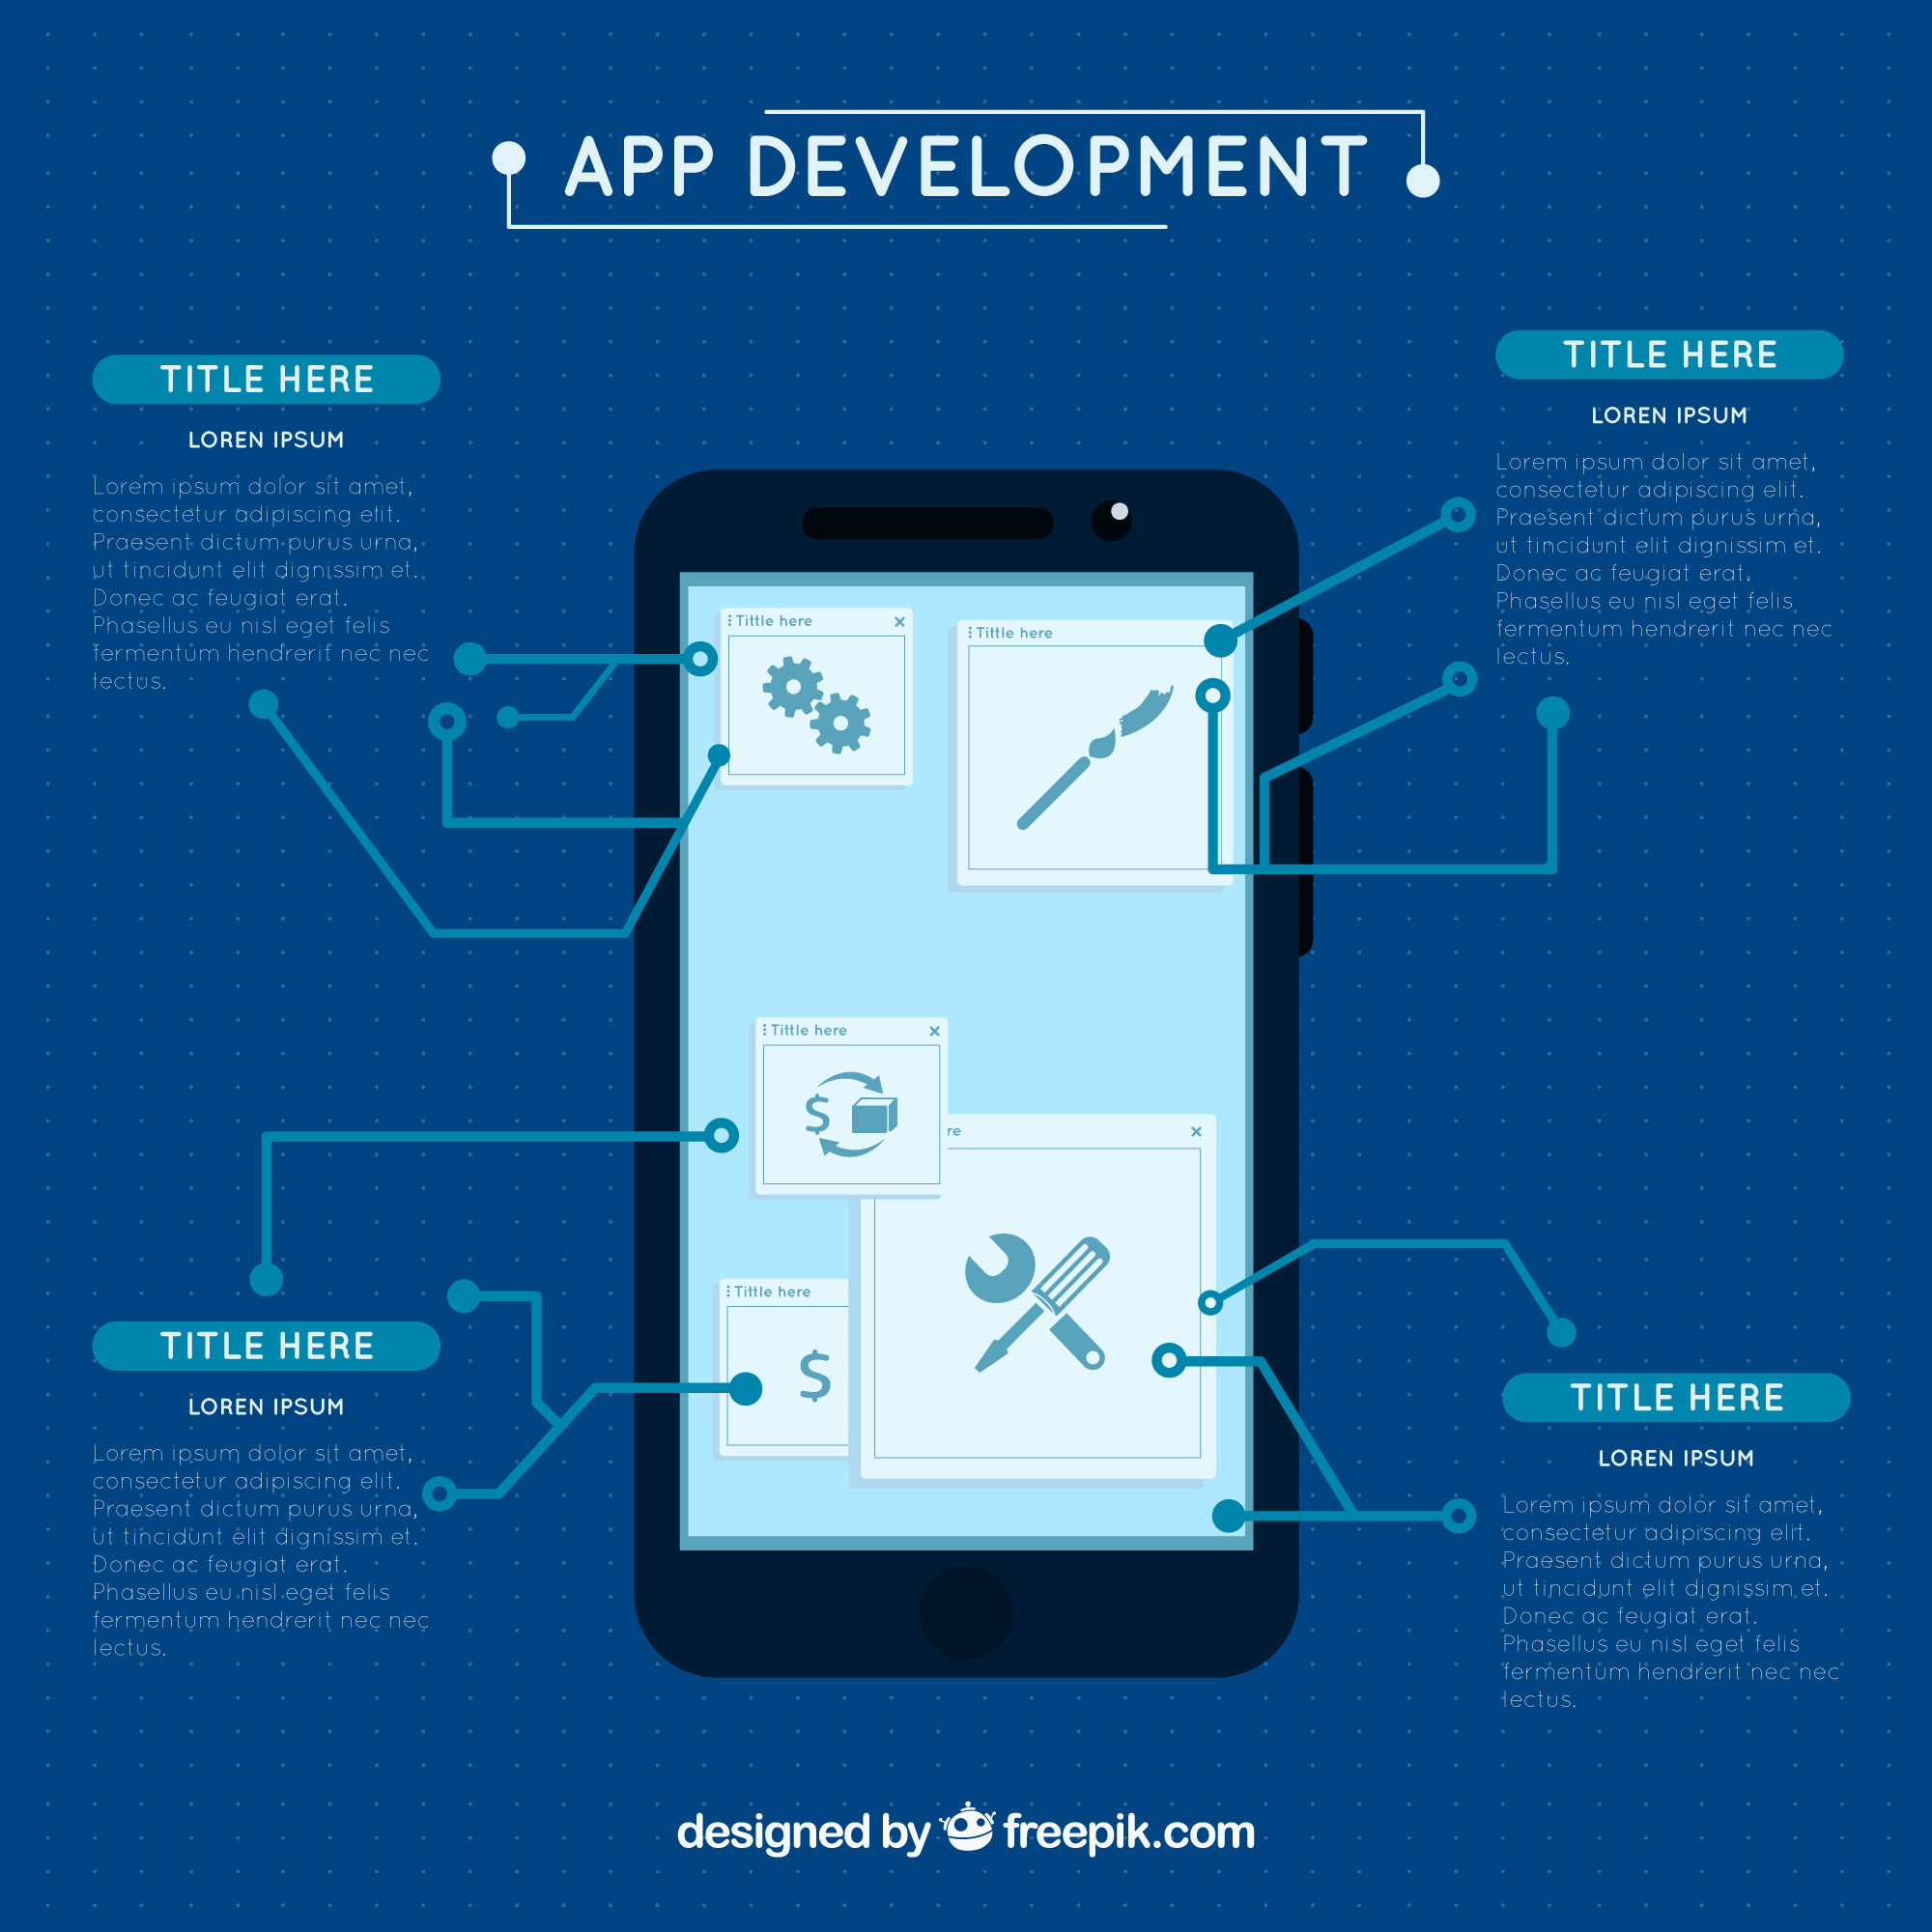 APP DEVELOPMENT
TITLE HERE
LOREN IPSUM
Lorem ipsum dolor sit amet,
consectetur adipiscing elit.
Praesent dictum purus urna,
ut tincidunt elit dignissim et.
Donec ac feugiat erat.
Phasellus eu nisl eget felis
fermentum hendrerit nec nec
lectus.
TITLE HERE
LOREN IPSUM
Lorem ipsum dolor sit amet,
consectetur adipiscing elit.
Praesent dictum purus urna,
ut tincidunt elit dignissim et.
Donec ac feugiat erat.
Phasellus eu nisl eget felis
fermentum hendrerit nec nec
lectus.
Tittle here
Tittle here
Tittle here
$
re
Tittle here
$
TITLE HERE
LOREN IPSUM
Lorem ipsum dolor sit amet,
consectetur adipiscing elit.
Praesent dictum purus urna,
ut tincidunt elit dignissim et.
Donec ac feugiat erat.
Phasellus eu nisl eget felis
fermentum hendrerit nec nec
lectus.
TITLE HERE
LOREN IPSUM
Lorem ipsum dolor sit amet,
consectetur adipiscing elit.
Praesent dictum purus urna,
ut tincidunt elit dignissim et.
Donec ac feugiat erat.
Phasellus eu nisl eget felis
fermentum hendrerit nec nec
lectus.
designed by freepik.com